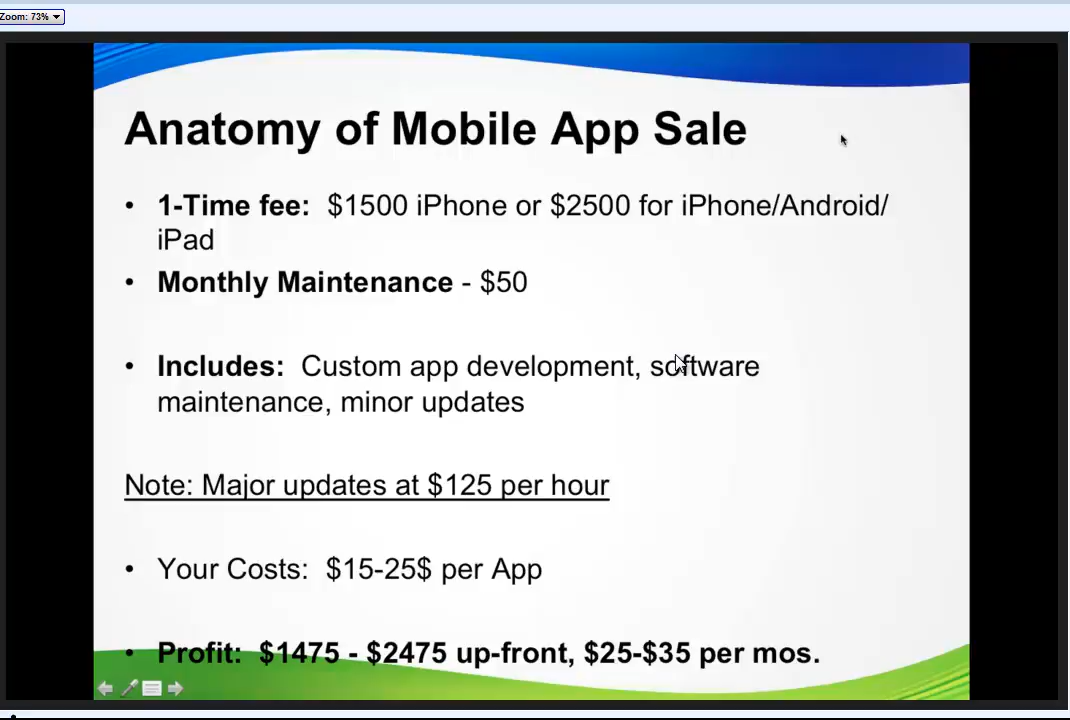 Zoom: 73%
Anatomy of Mobile App Sale
• 1-Time fee: $1500 iPhone or $2500 for iPhone/Android/
iPad
• Monthly Maintenance - $50
• Includes: Custom app development, software
maintenance, minor updates
Note: Major updates at $125 per hour
• Your Costs: $15-25$ per App
• Profit: $1475 - $2475 up-front, $25-$35 per mos.